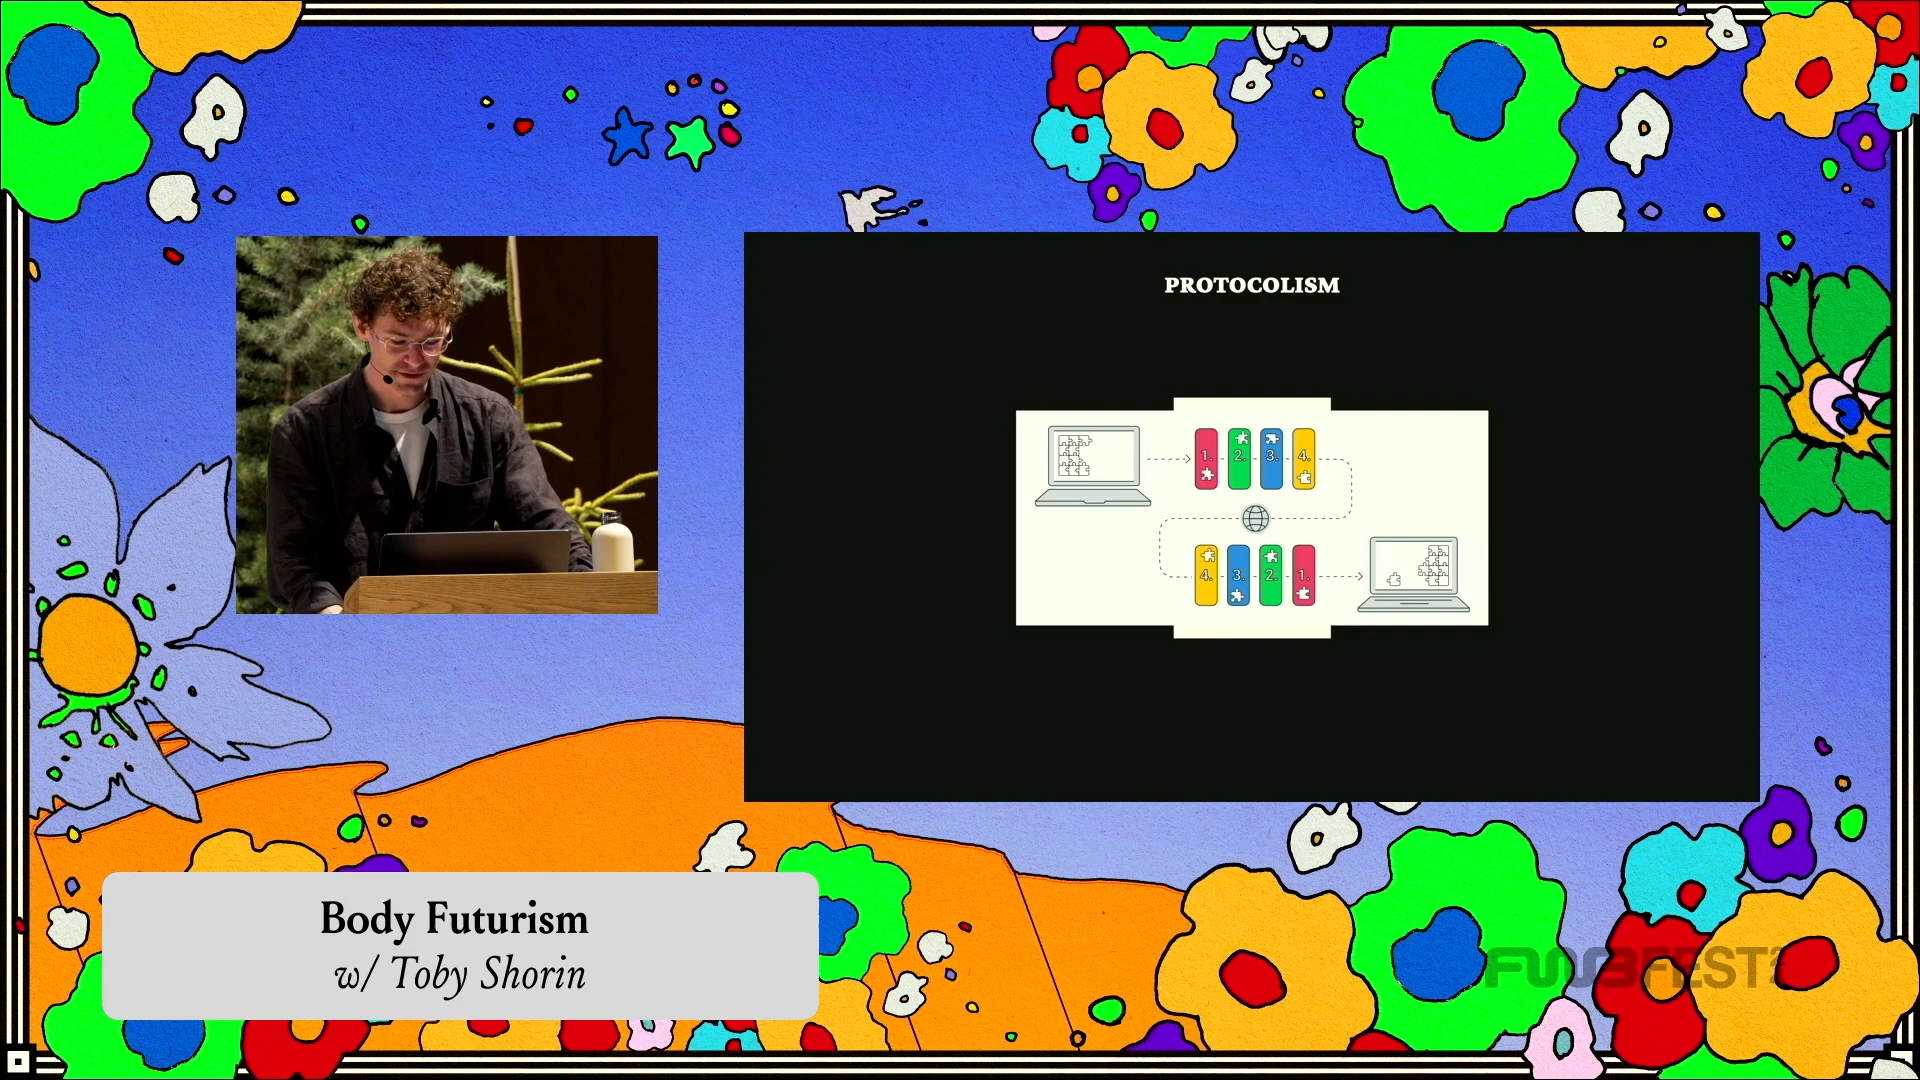 PROTOCOLISM
1. 2. 3. 4.
4. 3. 2. 1.
Body Futurism
w/ Toby Shorin